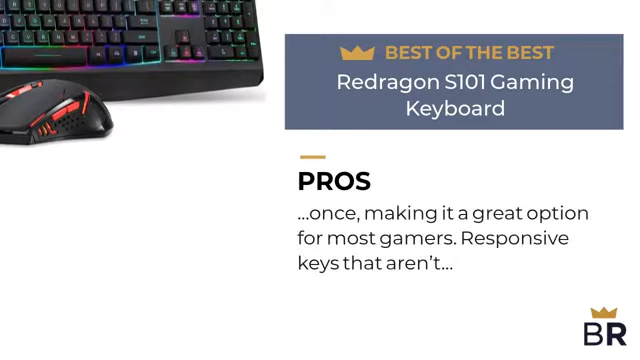 BEST OF THE BEST
Redragon S101 Gaming
Keyboard
PROS
...once, making it a great option
for most gamers. Responsive
keys that aren't...
BR